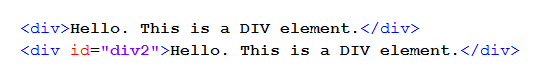 <div>Hello. This is a DIV element.</div>
<div id="div2">Hello. This is a DIV element.</div>